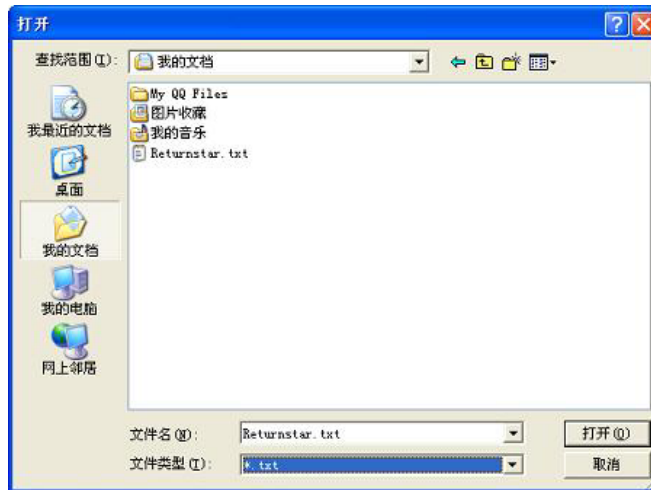 打开
查找范围(I):
我的文档
My QQ Files
图片收藏
我的音乐
Returnstar.txt
我最近的文档
桌面
我的文档
我的电脑
网上邻居
文件名(N):
Returnstar.txt
打开(O)
文件类型(T):
*.txt
取消